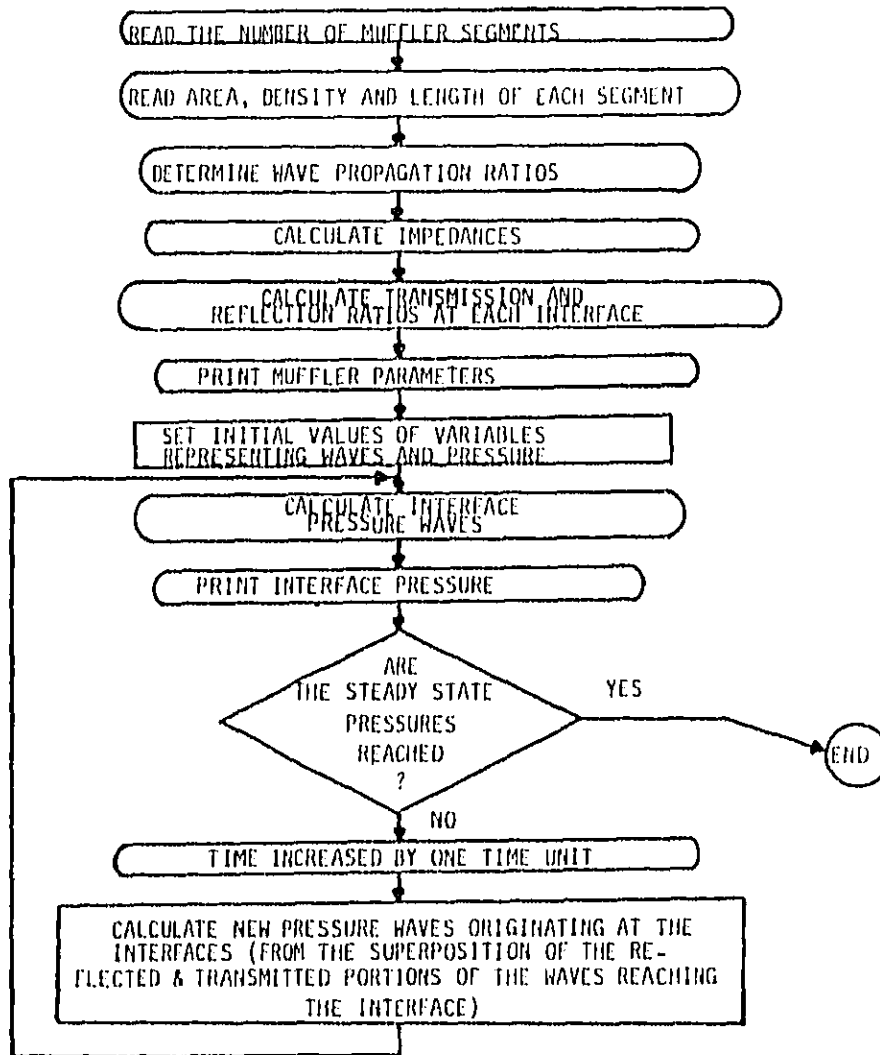 READ THE NUMBER OF MUFFLER SEGMENTS
READ AREA, DENSITY AND LENGTH OF EACH SEGMENT
DETERMINE WAVE PROPAGATION RATIOS
CALCULATE IMPEDANCES
CALCULATE TRANSMISSION AND
REFLECTION RATIOS AT EACH INTERFACE
PRINT MUFFLER PARAMETERS
SET INITIAL VALUES OF VARIABLES
REPRESENTING WAVES AND PRESSURE
CALCULATE INTERFACE
PRESSURE WAVES
PRINT INTERFACE PRESSURE
ARE
THE STEADY STATE
PRESSURES
REACHED
?
YES
END
NO
TIME INCREASED BY ONE TIME UNIT
CALCULATE NEW PRESSURE WAVES ORIGINATING AT THE
INTERFACES (FROM THE SUPERPOSITION OF THE RE-
FLECTED & TRANSMITTED PORTIONS OF THE WAVES REACHING
THE INTERFACE)